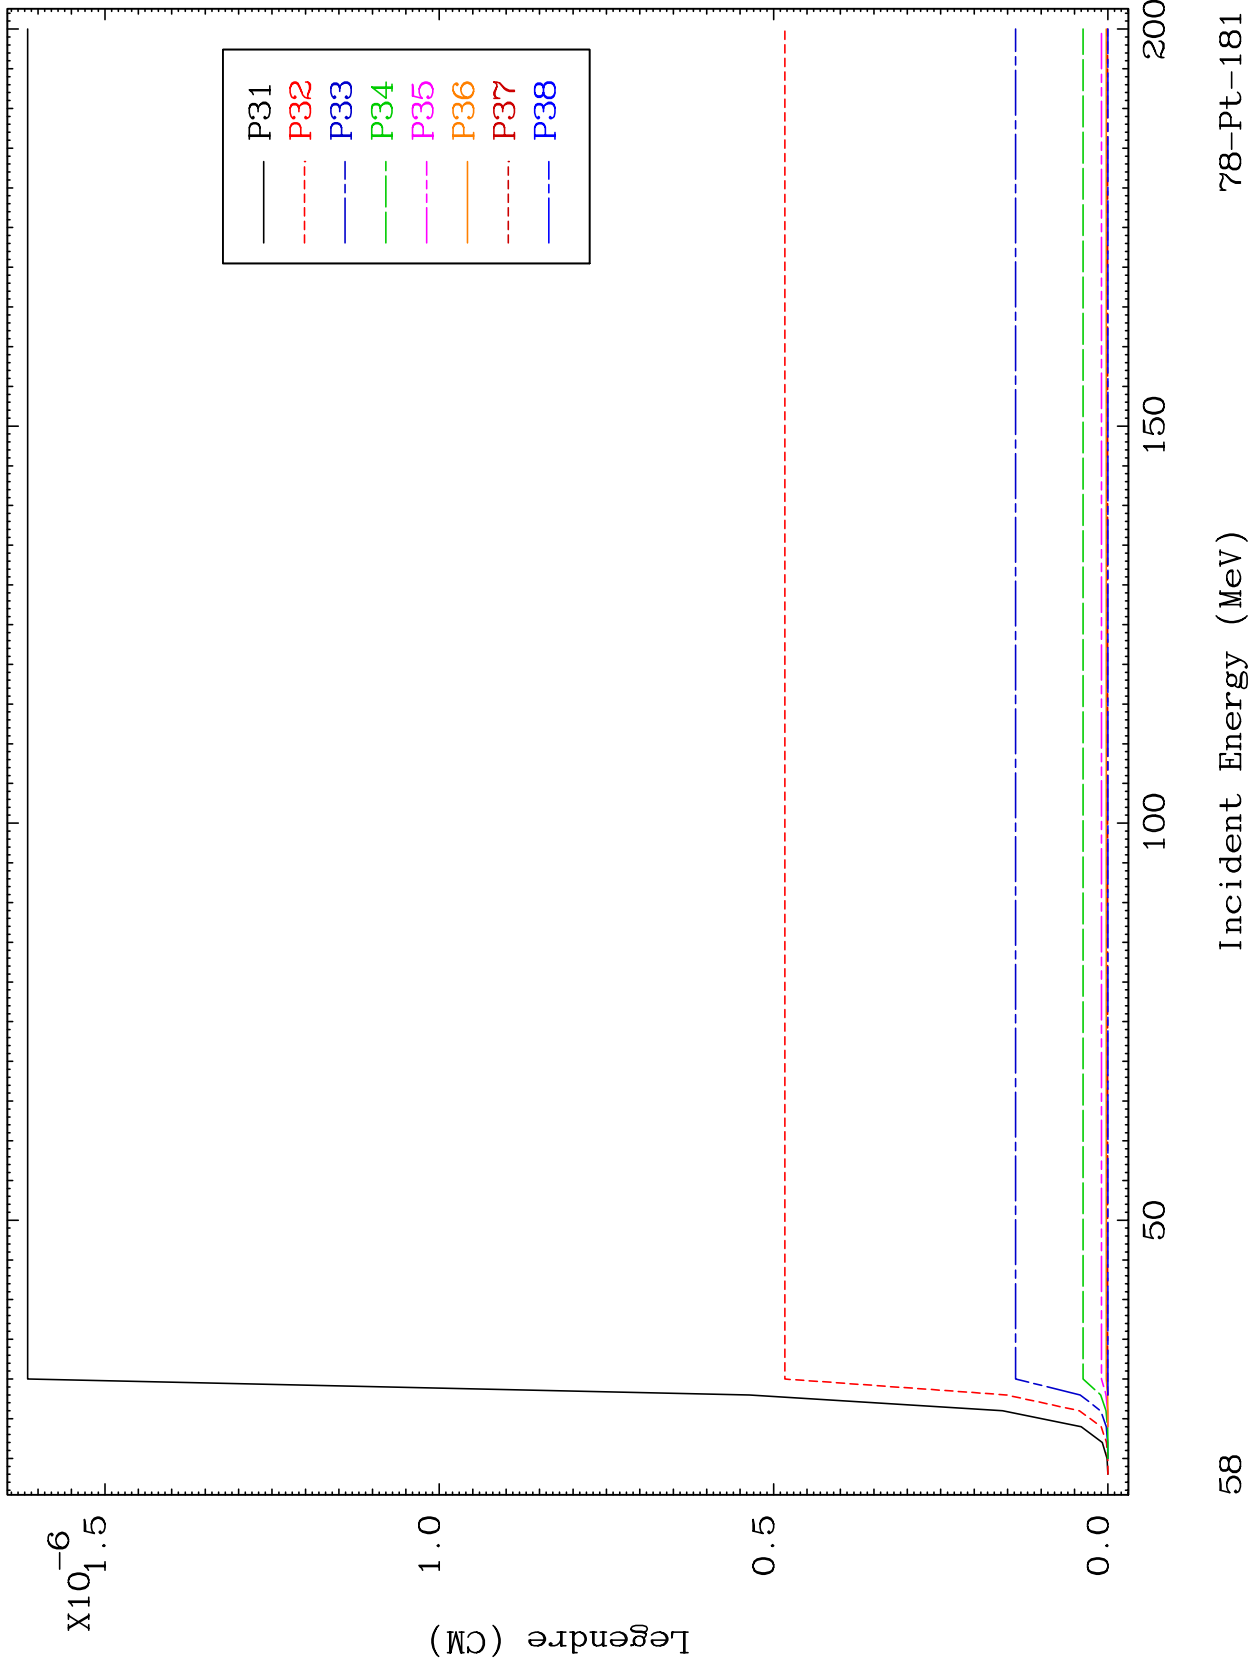 X10-6
1.5
1.0
0.5
0.0
Legendre (CM)
P31
P32
P33
P34
P35
P36
P37
P38
50
100
150
200
58
Incident Energy (MeV)
78-Pt-181